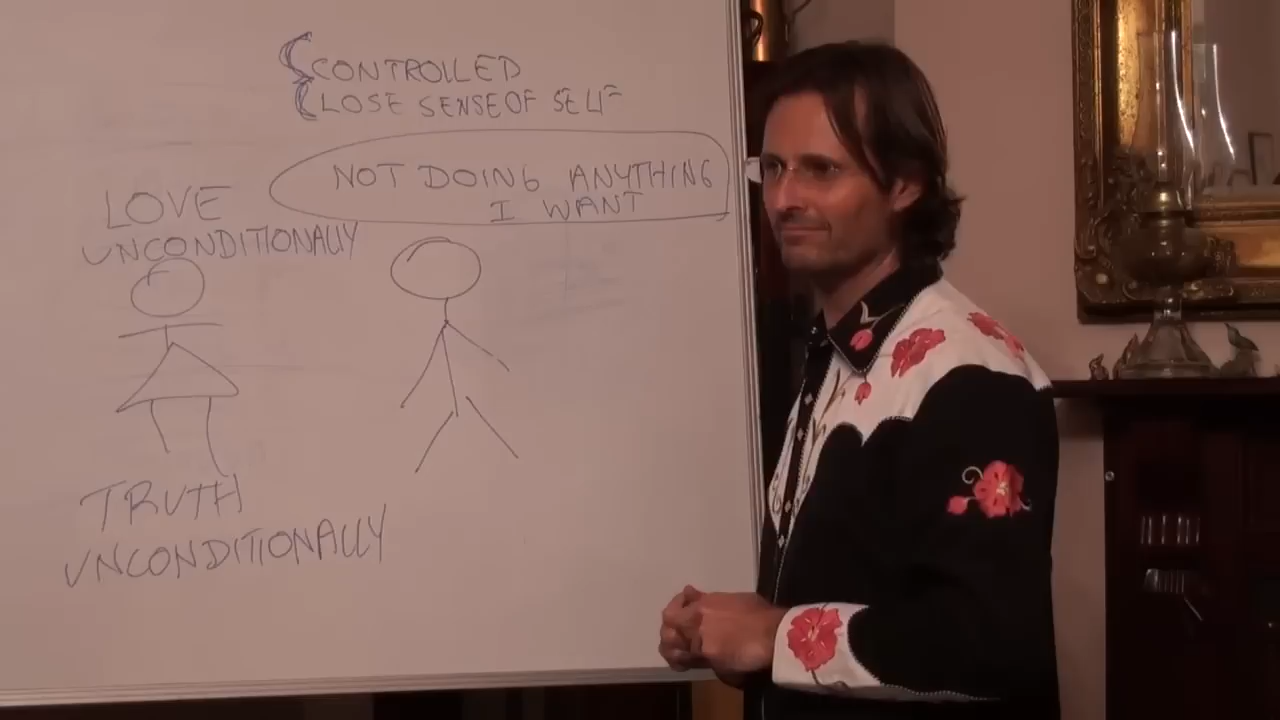 CONTROLLED
LOSE SENSE OF SELF
NOT DOING ANYTHING
I WANT
LOVE
UNCONDITIONALLY
TRUTH
UNCONDITIONALLY